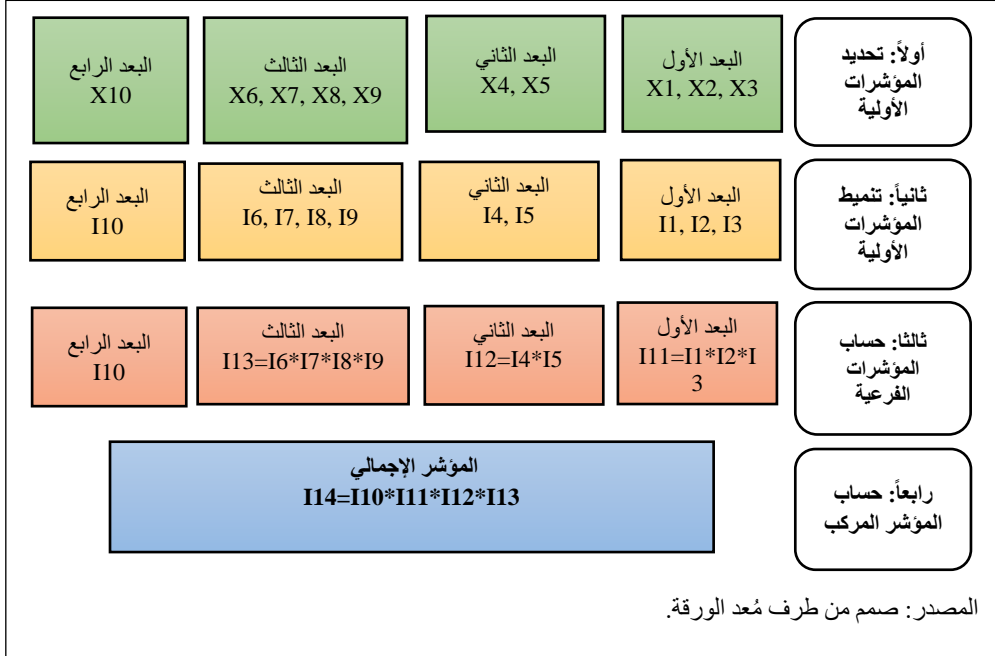 أولاً: تحديد
المؤشرات
الأولية
البعد الأول
X1, X2, X3
البعد الثاني
X4, X5
البعد الثالث
X6, X7, X8, X9
البعد الرابع
X10
ثانياً: تنميط
المؤشرات
الأولية
البعد الأول
I1, I2, I3
البعد الثاني
I4, I5
البعد الثالث
I6, I7, I8, I9
البعد الرابع
I10
ثالثا: حساب
المؤشرات
الفرعية
البعد الأول
I11=I1*I2*I
3
البعد الثاني
I12=I4*I5
البعد الثالث
I13=I6*I7*I8*I9
البعد الرابع
I10
رابعاً: حساب
المؤشر المركب
المؤشر الإجمالي
I14=I10*I11*I12*I13
المصدر: صمم من طرف مُعد الورقة.